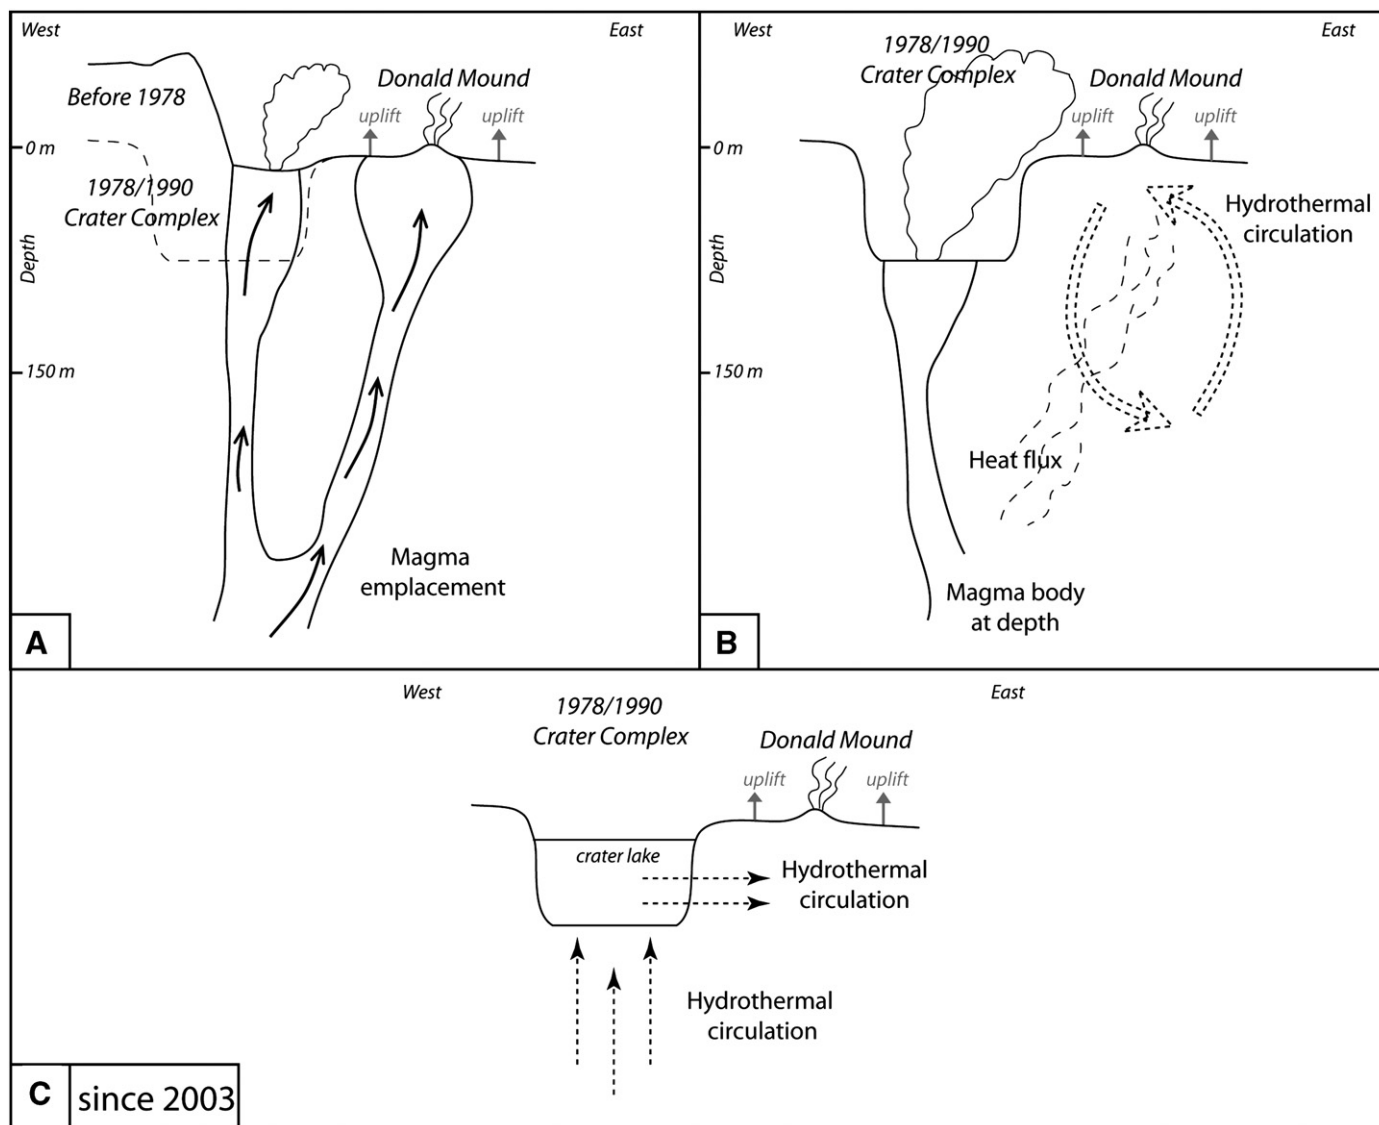 West
East
Before 1978
Donald Mound
uplift
uplift
0 m
1978/1990
Crater Complex
Depth
150 m
Magma
emplacement
A
West
East
1978/1990
Crater Complex
Donald Mound
uplift
uplift
0 m
Hydrothermal
circulation
Depth
150 m
Heat flux
Magma body
at depth
B
West
East
1978/1990
Crater Complex
Donald Mound
uplift
uplift
crater lake
Hydrothermal
circulation
Hydrothermal
circulation
C since 2003